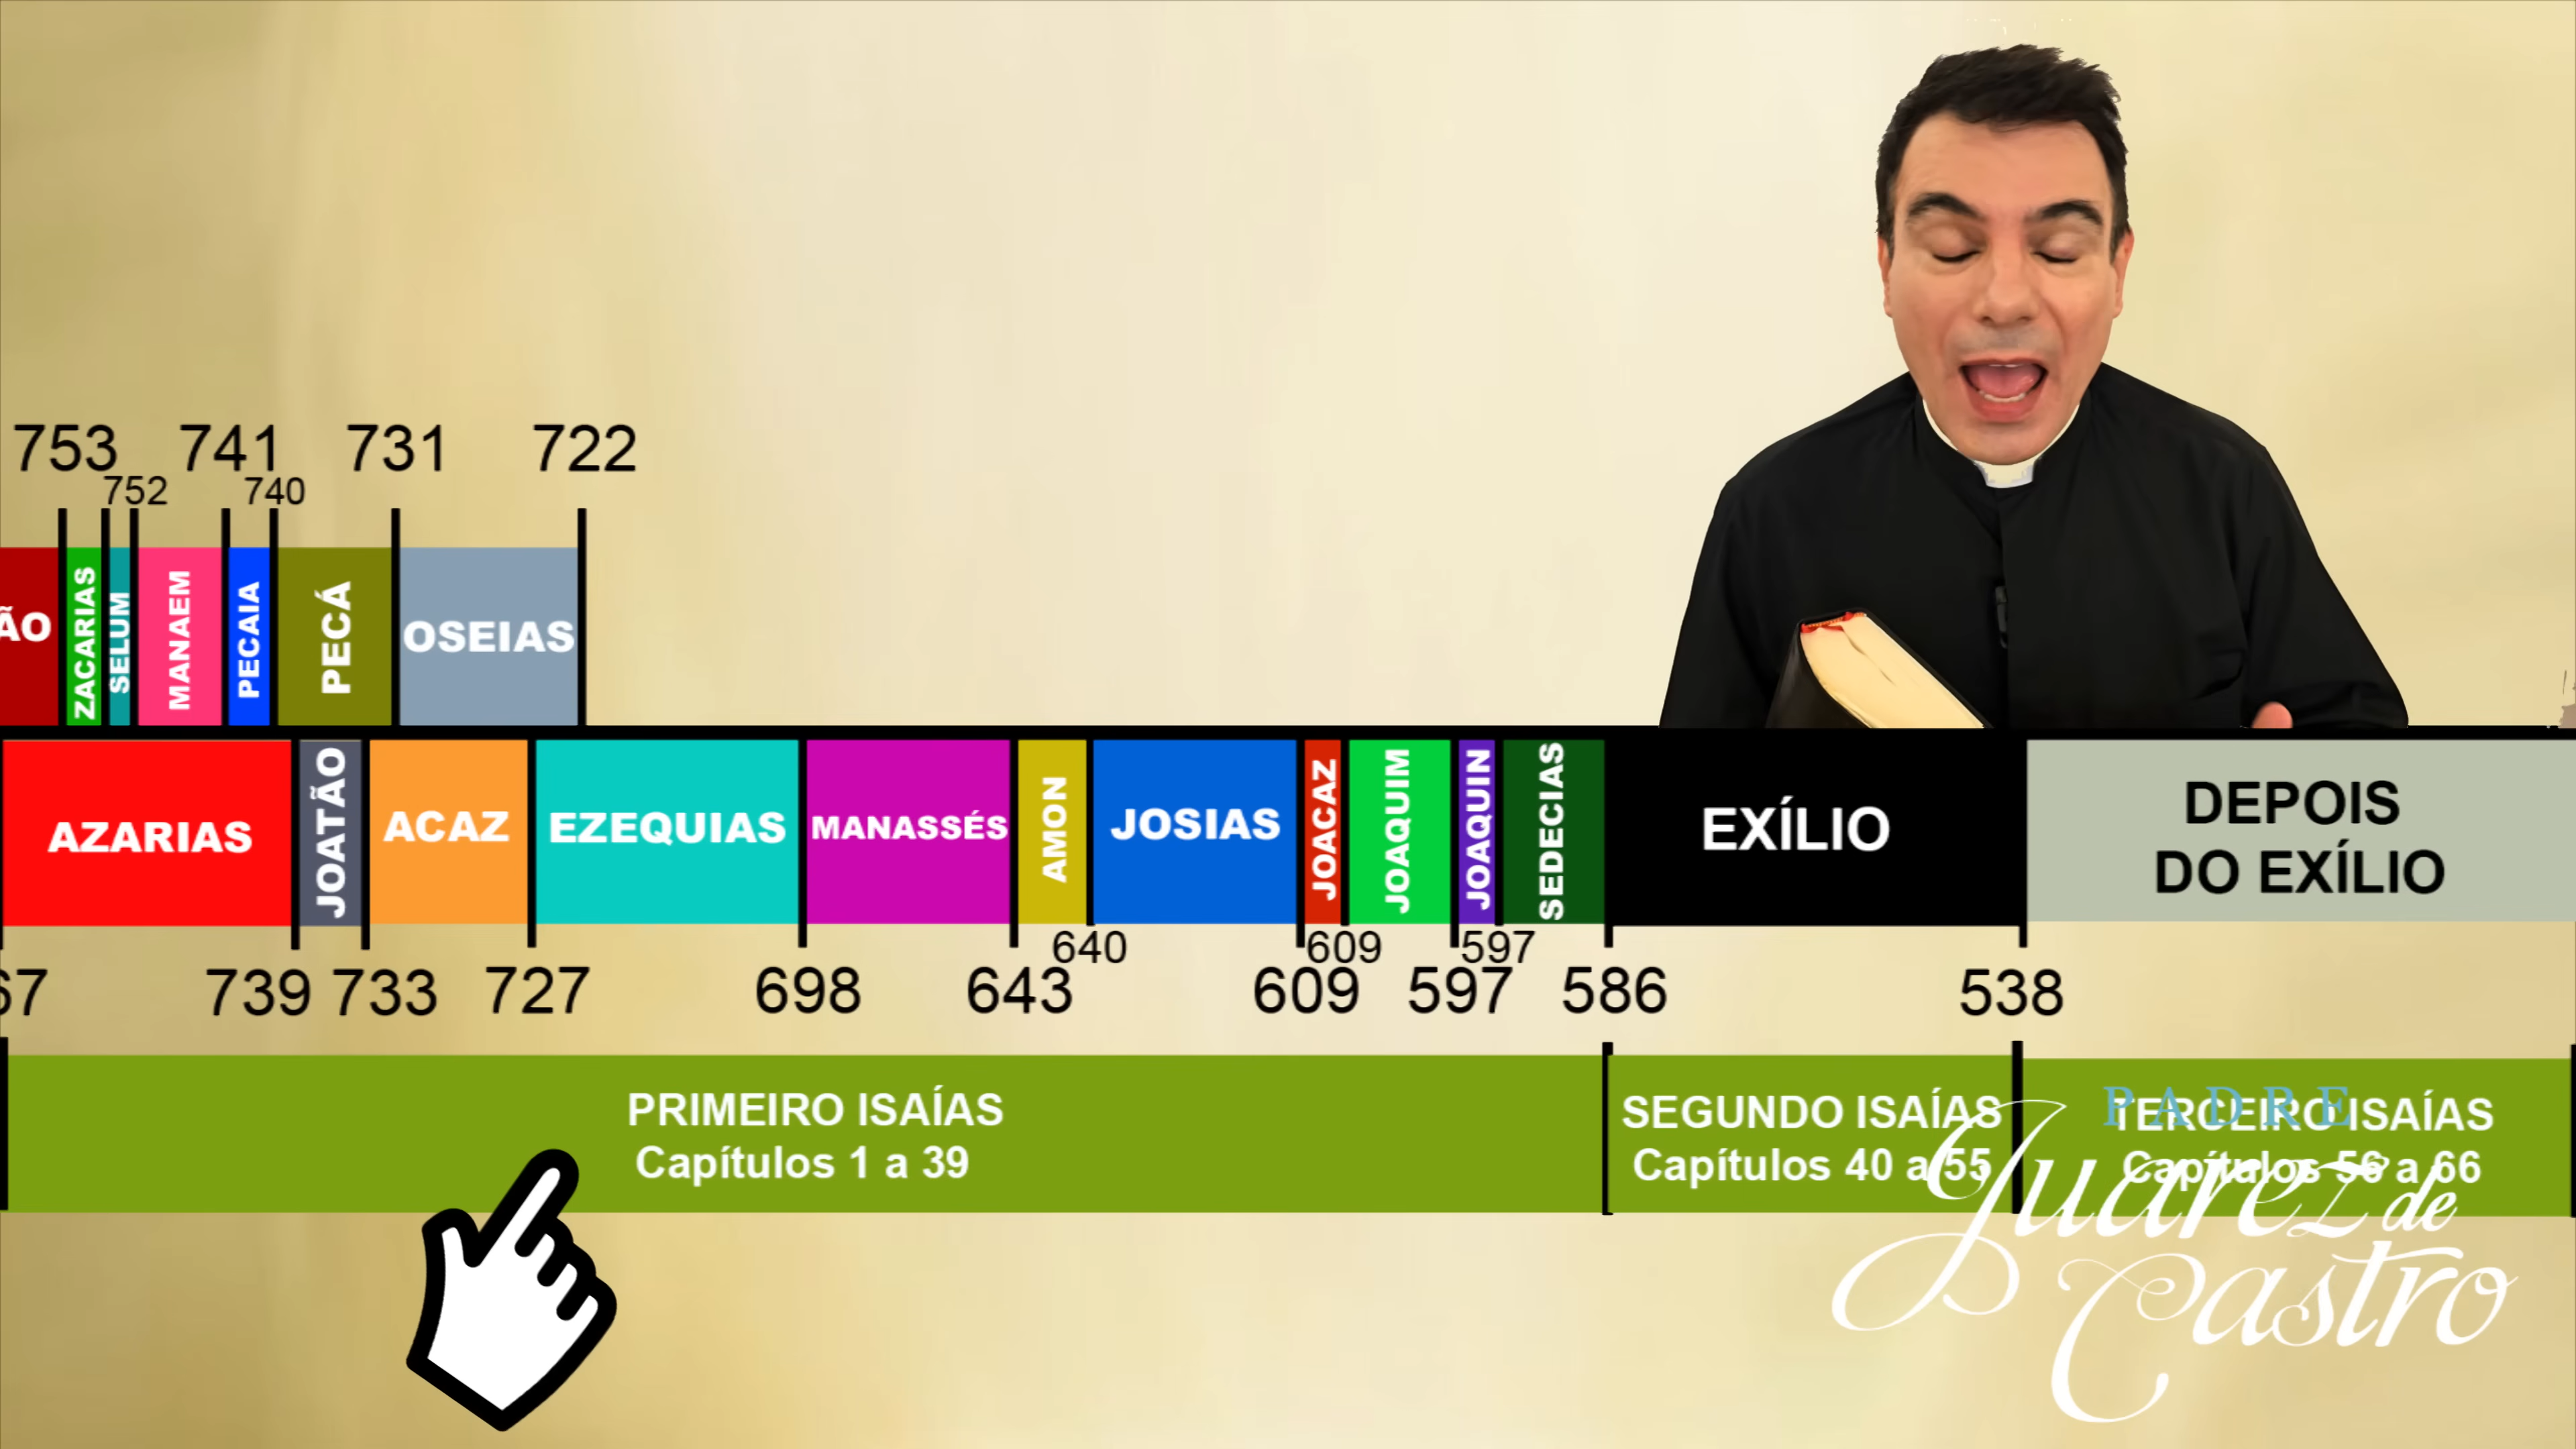 753
741
731
722
752
740
ÃO
ZACARIAS
SELUM
MANAEM
PECAIA
PECÁ
OSEIAS
AZARIAS
JOATÃO
ACAZ
EZEQUIAS
MANASSÉS
AMON
JOSIAS
JOACAZ
JOAQUIM
JOAQUIN
SEDECIAS
EXÍLIO
DEPOIS
DO EXÍLIO
640
609
597
67
739
733
727
698
643
609
597
586
538
PRIMEIRO ISAÍAS
Capítulos 1 a 39
SEGUNDO ISAÍAS
Capítulos 40 a 55
TERCEIRO ISAÍAS
Capítulos 56 a 66
PADRE
Juarez de
Castro